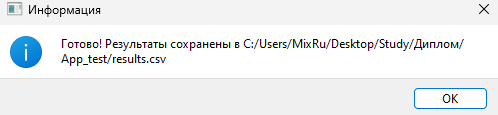 Информация
Готово! Результаты сохранены в C:/Users/MixRu/Desktop/Study/Диплом/
App_test/results.csv
OK